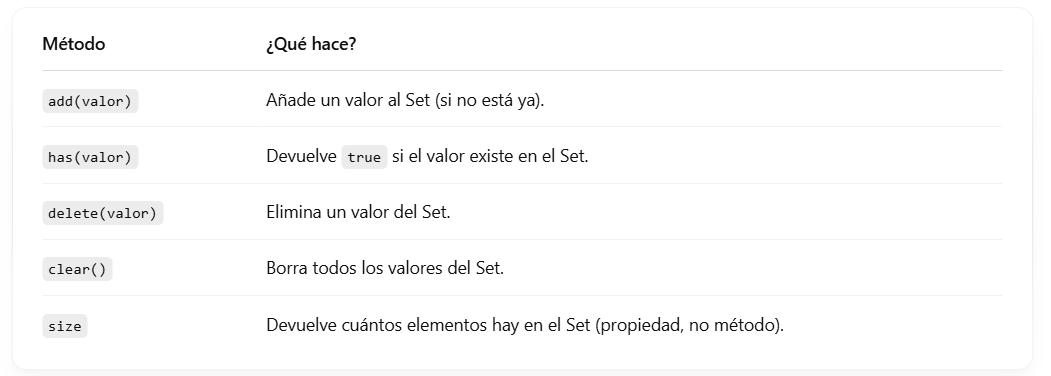 Método ¿Qué hace?
add(valor) Añade un valor al Set (si no está ya).
has(valor) Devuelve true si el valor existe en el Set.
delete(valor) Elimina un valor del Set.
clear() Borra todos los valores del Set.
size Devuelve cuántos elementos hay en el Set (propiedad, no método).